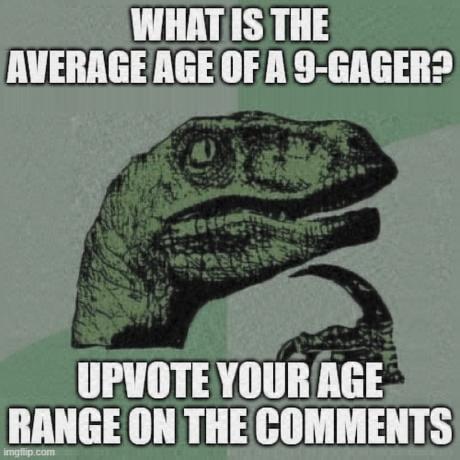 WHAT IS THE
AVERAGE AGE OF A 9-GAGER?
UPVOTE YOUR AGE
RANGE ON THE COMMENTS
imgflip.com